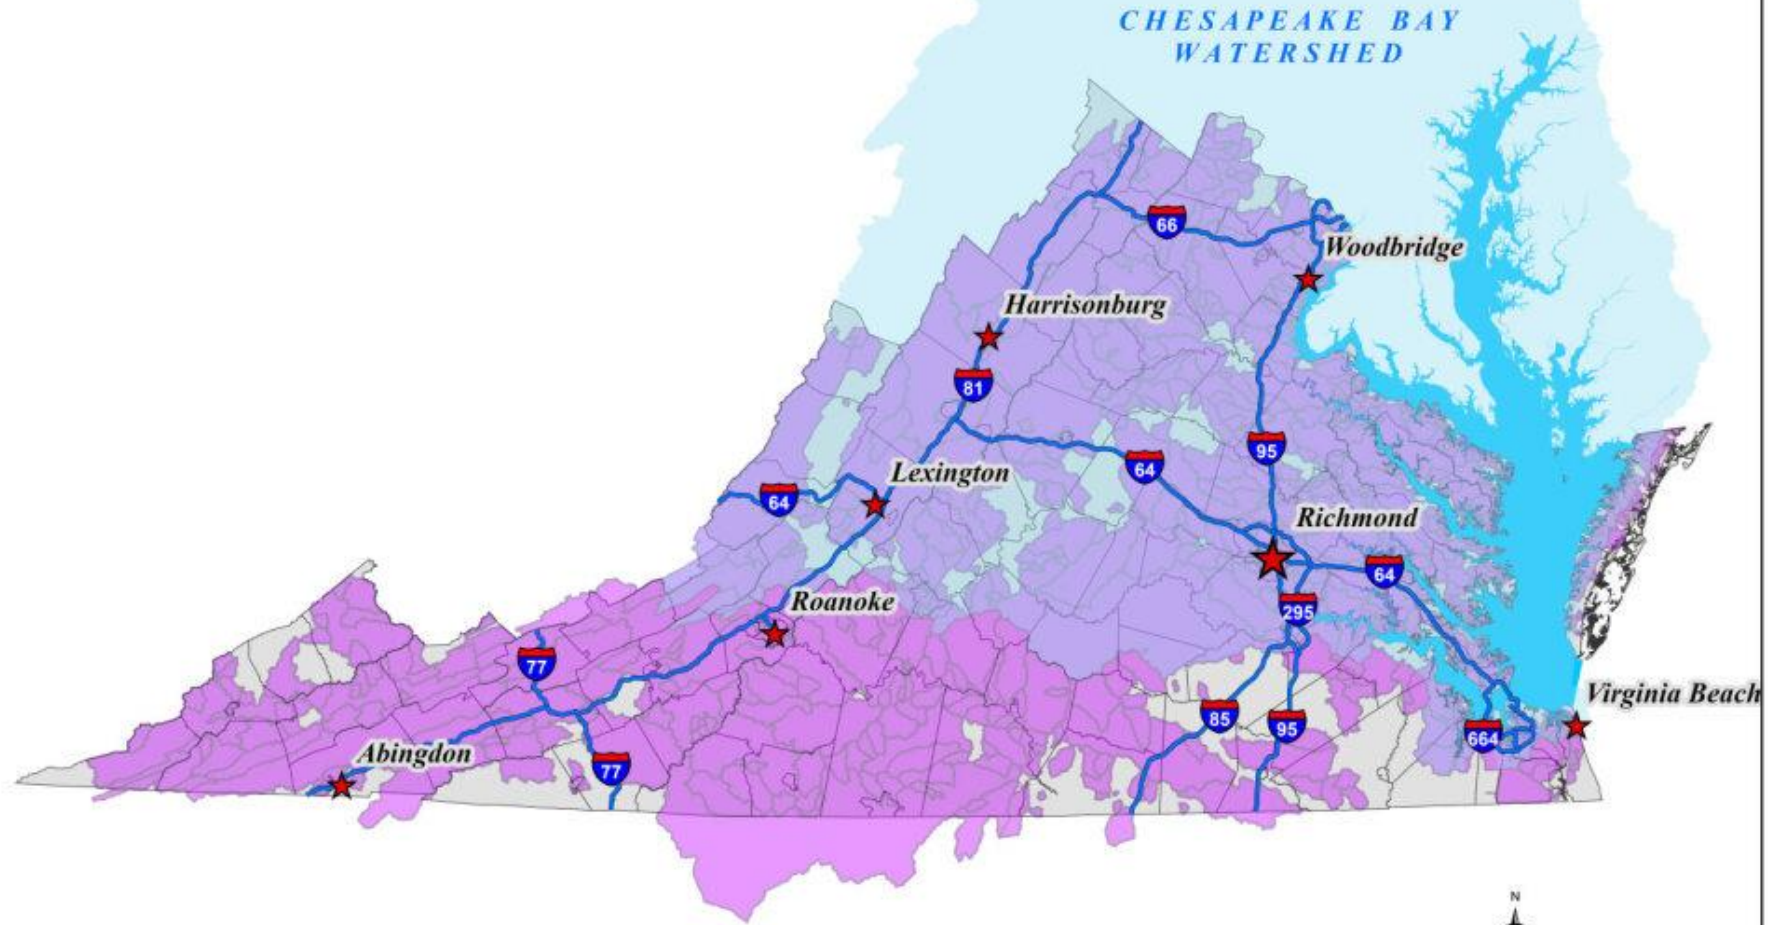 CHESAPEAKE BAY
WATERSHED
66
Woodbridge
Harrisonburg
81
95
64
Lexington
64
Richmond
64
Roanoke
295
77
Virginia Beach
85
95
664
Abingdon
77
N